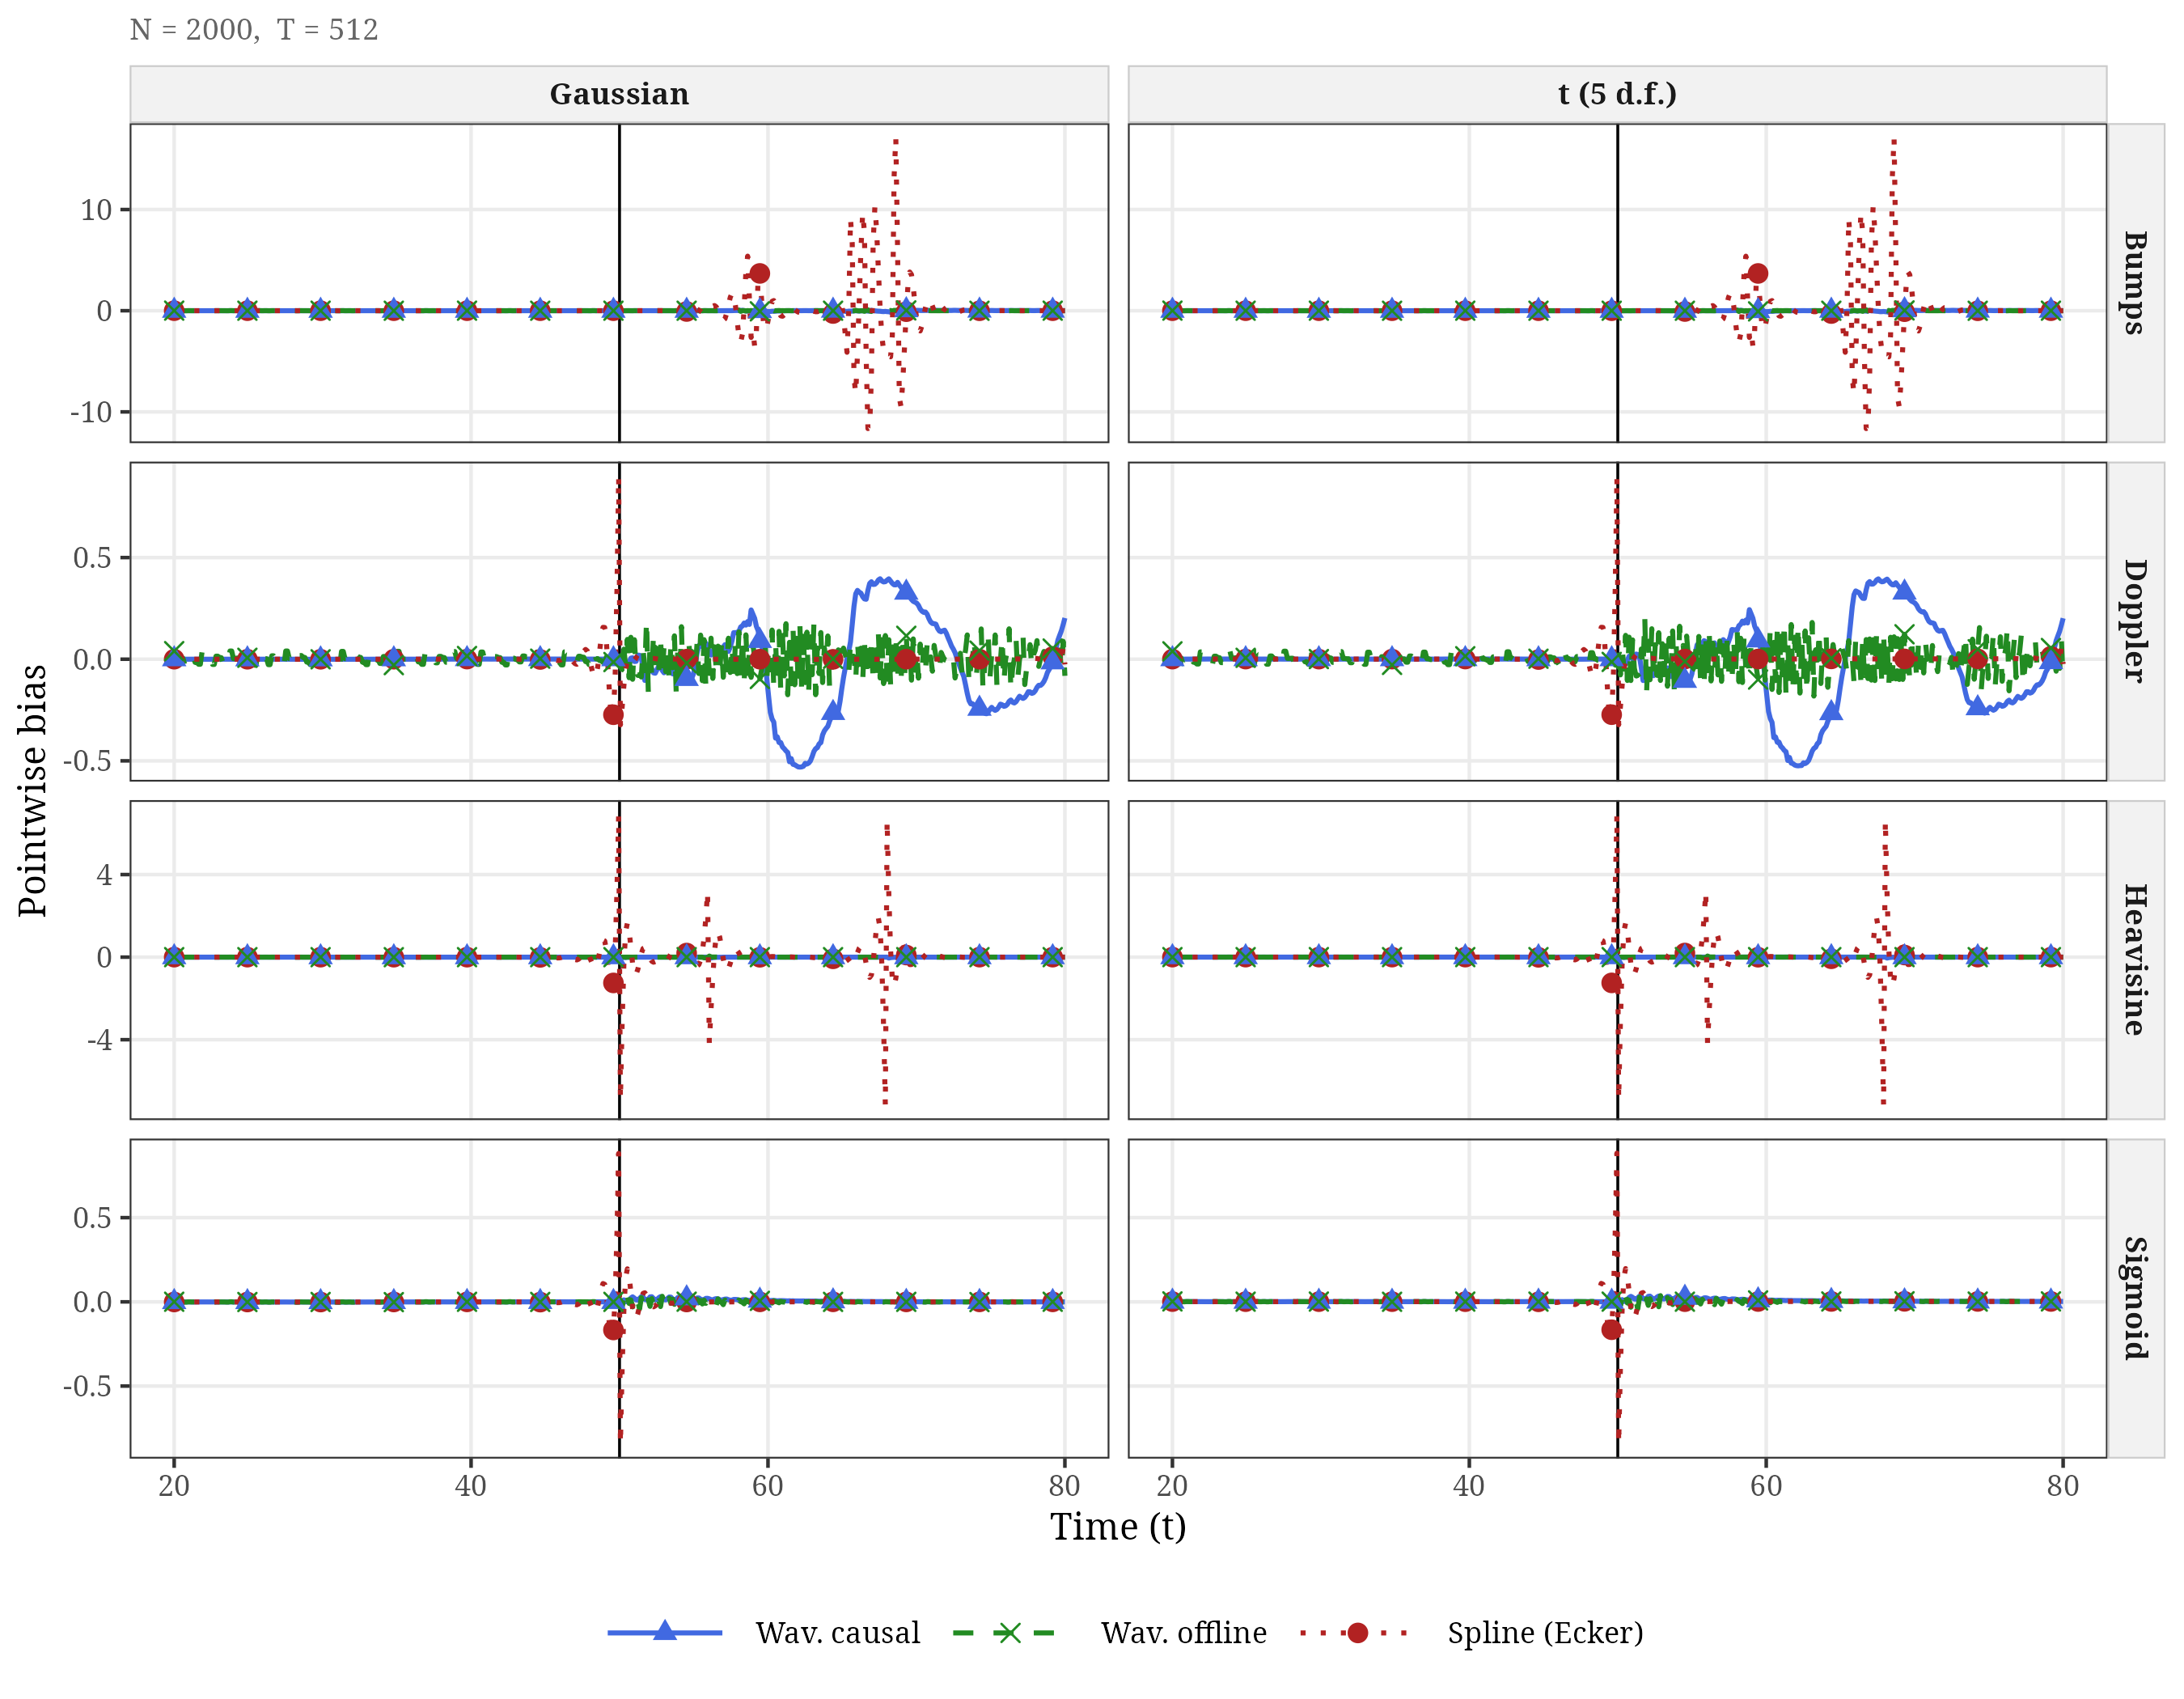 N = 2000,  T = 512
Gaussian
t (5 d.f.)
10
0
-10
Bumps
0.5
0.0
-0.5
Doppler
4
0
-4
Heavisine
0.5
0.0
-0.5
Sigmoid
Pointwise bias
20 40 60 80
20 40 60 80
Time (t)
Wav. causal
Wav. offline
Spline (Ecker)